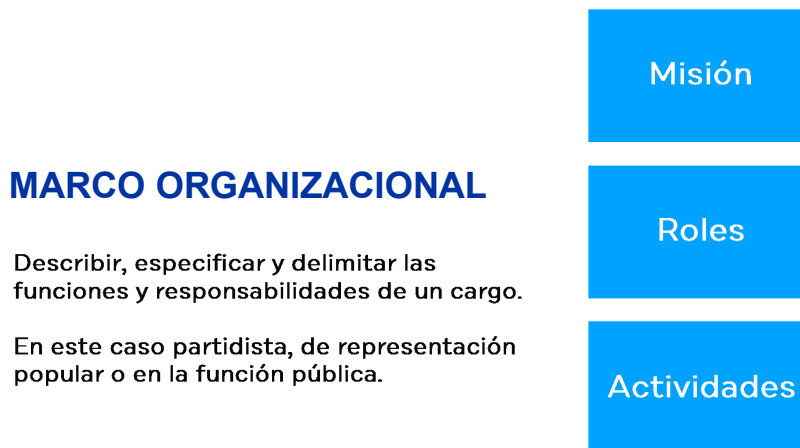 MARCO ORGANIZACIONAL
Describir, especificar y delimitar las
funciones y responsabilidades de un cargo.
En este caso partidista, de representación
popular o en la función pública.
Misión
Roles
Actividades